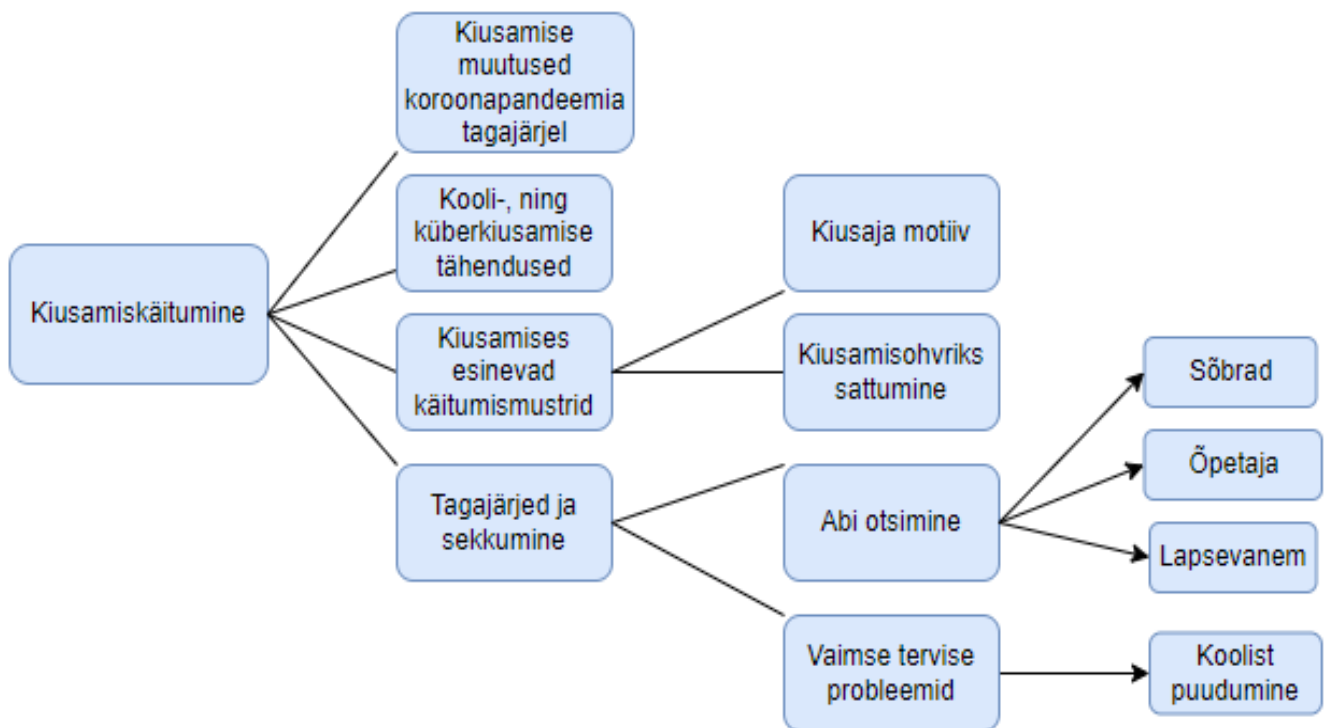 Kiusamise
muutused
koroonapandeemia
tagajärjel
Kooli-, ning
küberkiusamise
tähendused
Kiusaja motiiv
Kiusamiskäitumine
Kiusamises
esinevad
käitumismustrid
Kiusamisohvriks
sattumine
Sõbrad
Õpetaja
Tagajärjed ja
sekkumine
Abi otsimine
Lapsevanem
Vaimse tervise
probleemid
Koolist
puudumine